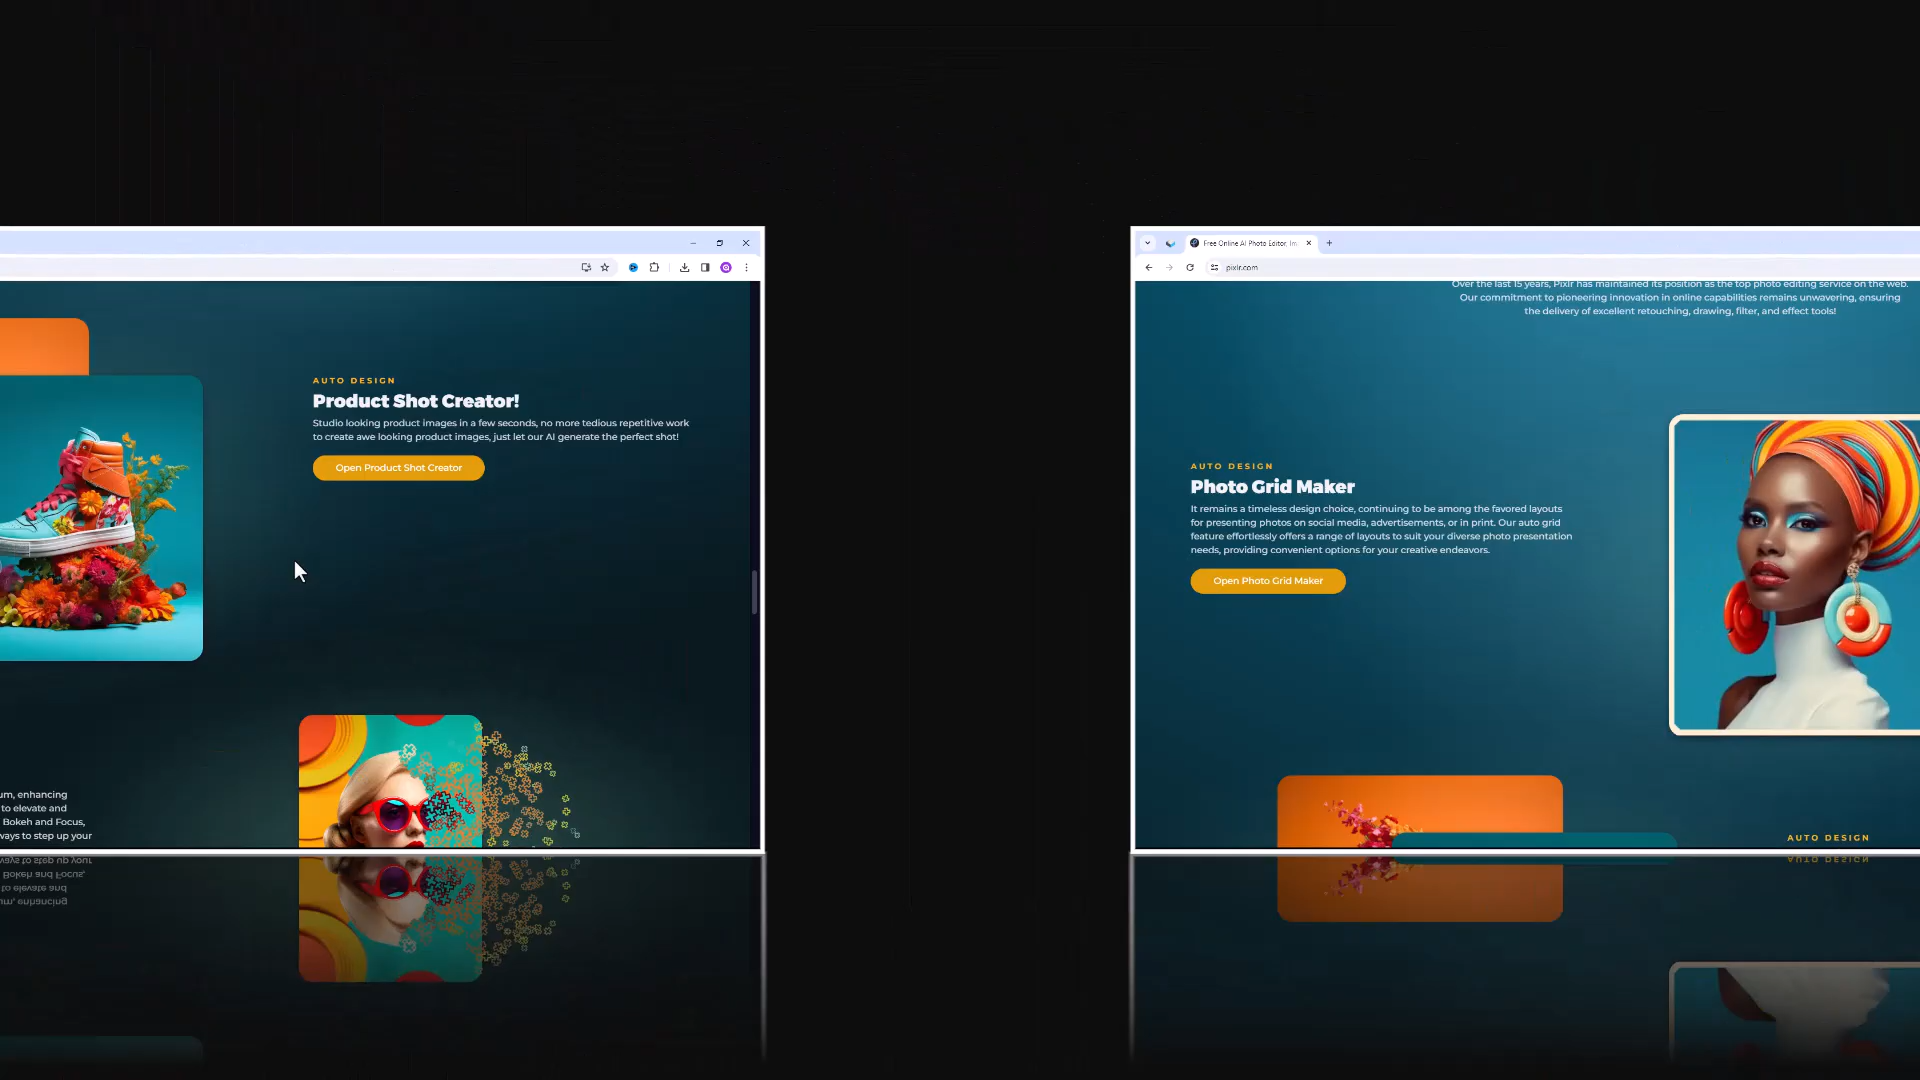 AUTO DESIGN
Product Shot Creator!
Studio looking product images in a few seconds, no more tedious repetitive work
to create awe looking product images, just let our AI generate the perfect shot!
Open Product Shot Creator
um, enhancing
to elevate and
Bokeh and Focus,
ways to step up your
Free Online AI Photo Editor, Im
pixlr.com
Over the last 15 years, Pixlr has maintained its position as the top photo editing service on the web.
Our commitment to pioneering innovation in online capabilities remains unwavering, ensuring
the delivery of excellent retouching, drawing, filter, and effect tools!
AUTO DESIGN
Photo Grid Maker
It remains a timeless design choice, continuing to be among the favored layouts
for presenting photos on social media, advertisements, or in print. Our auto grid
feature effortlessly offers a range of layouts to suit your diverse photo presentation
needs, providing convenient options for your creative endeavors.
Open Photo Grid Maker
AUTO DESIGN